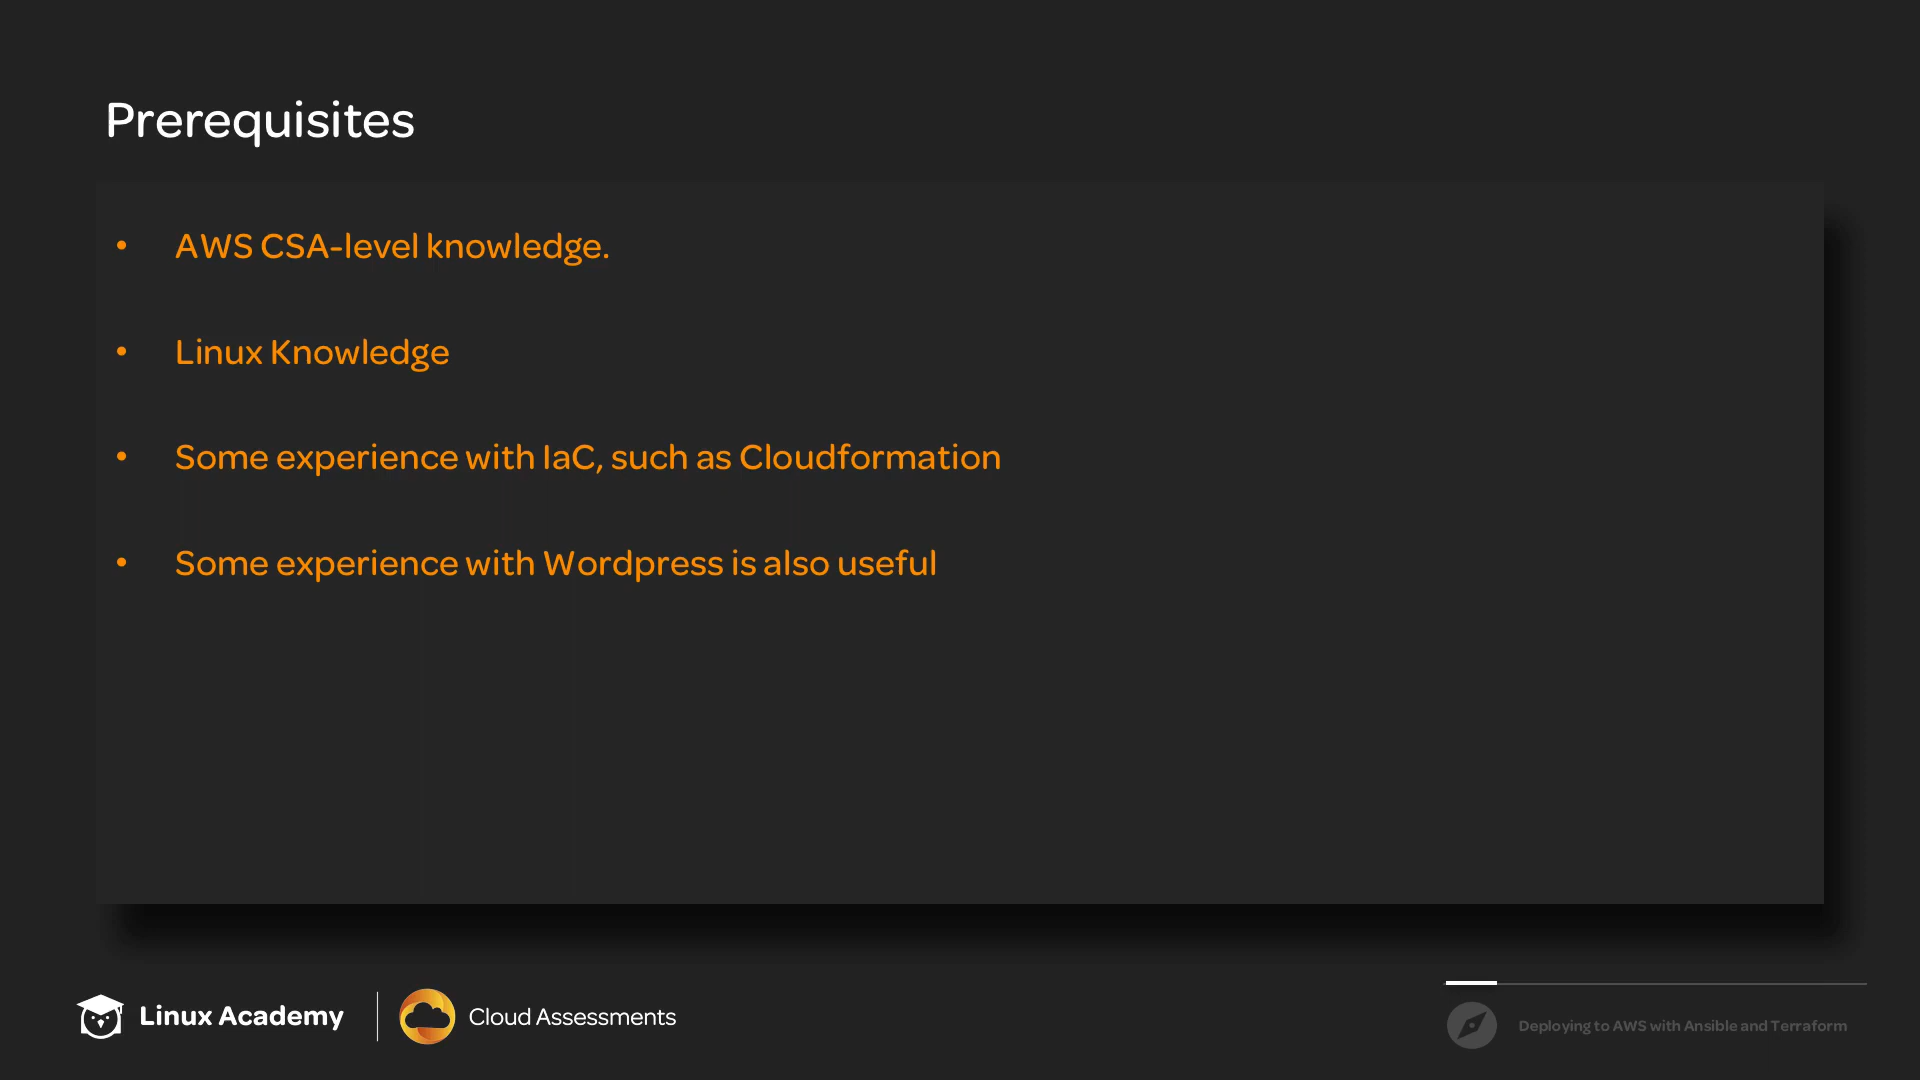 Prerequisites
• AWS CSA-level knowledge.
• Linux Knowledge
• Some experience with IaC, such as Cloudformation
• Some experience with Wordpress is also useful
Linux Academy
Cloud Assessments
Deploying to AWS with Ansible and Terraform